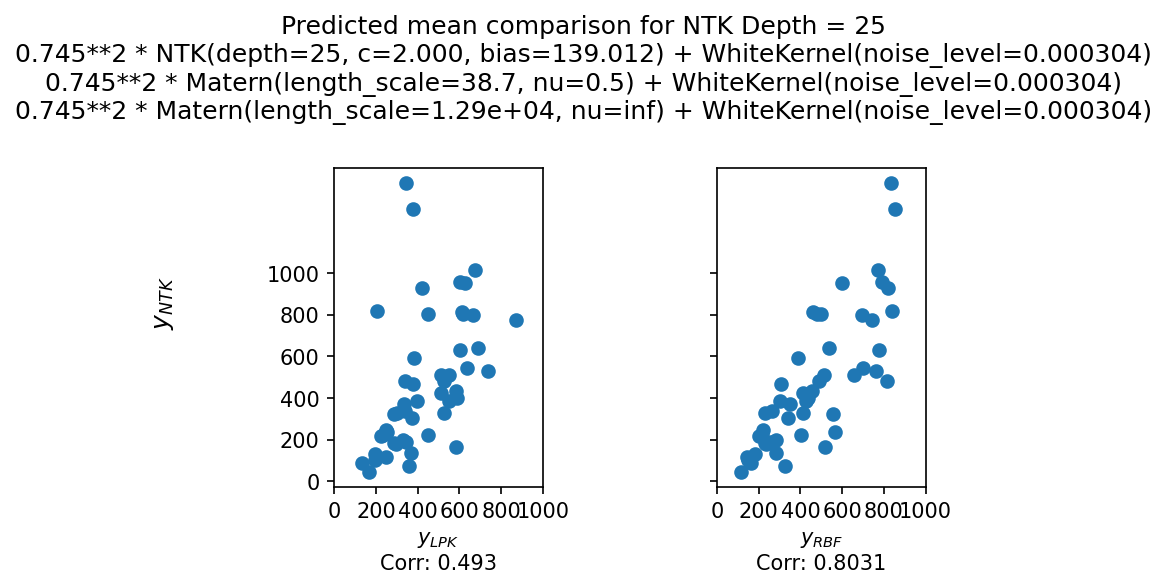 Predicted mean comparison for NTK Depth = 25
0.745**2 * NTK(depth=25, c=2.000, bias=139.012) + WhiteKernel(noise_level=0.000304)
0.745**2 * Matern(length_scale=38.7, nu=0.5) + WhiteKernel(noise_level=0.000304)
0.745**2 * Matern(length_scale=1.29e+04, nu=inf) + WhiteKernel(noise_level=0.000304)
y_NTK
1000
800
600
400
200
0
0 200 400 600 800 1000
y_LPK
Corr: 0.493
0 200 400 600 800 1000
y_RBF
Corr: 0.8031